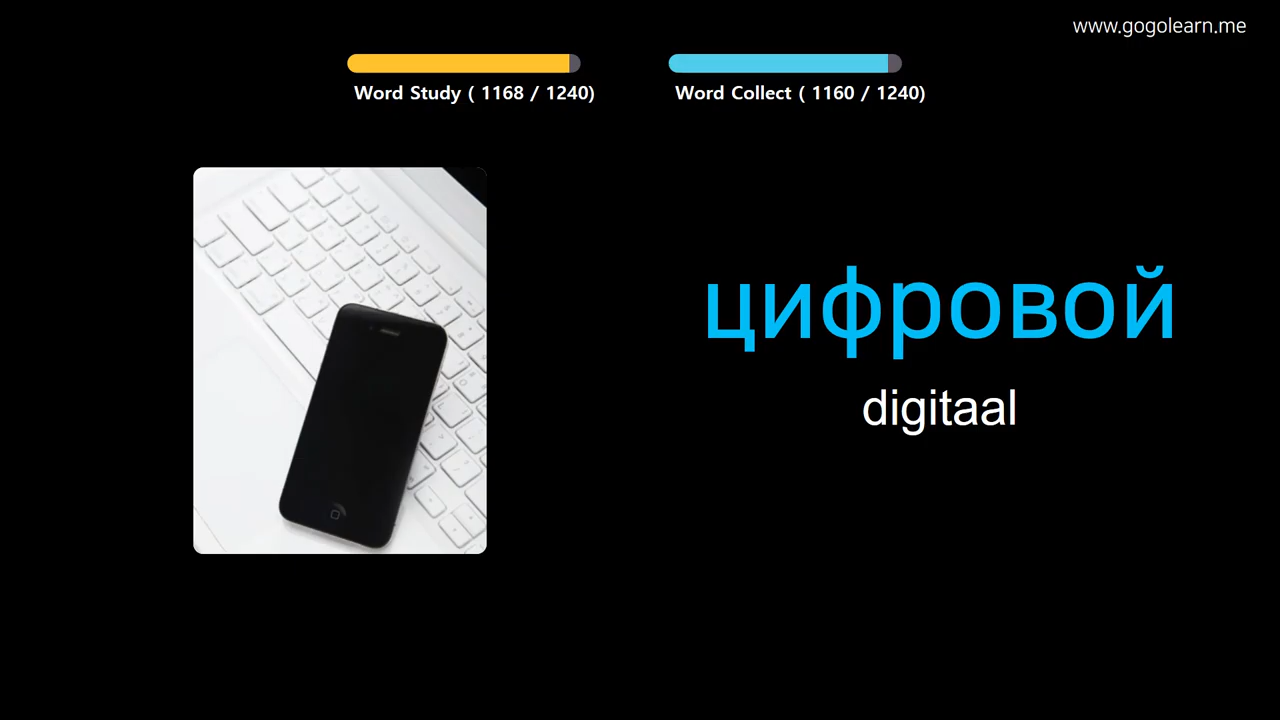 www.gogolearn.me
Word Study ( 1168 / 1240)
Word Collect ( 1160 / 1240)
цифровой
digitaal